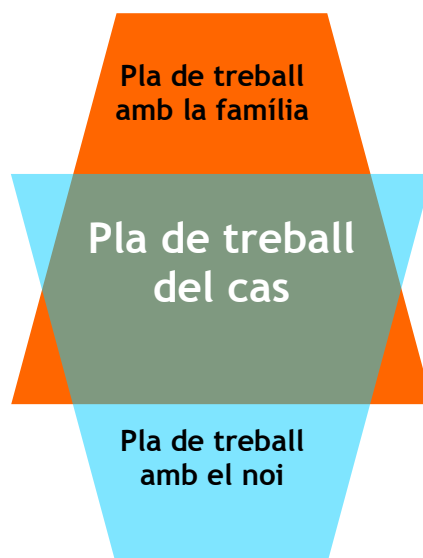 Pla de treball
amb la família
Pla de treball
del cas
Pla de treball
amb el noi